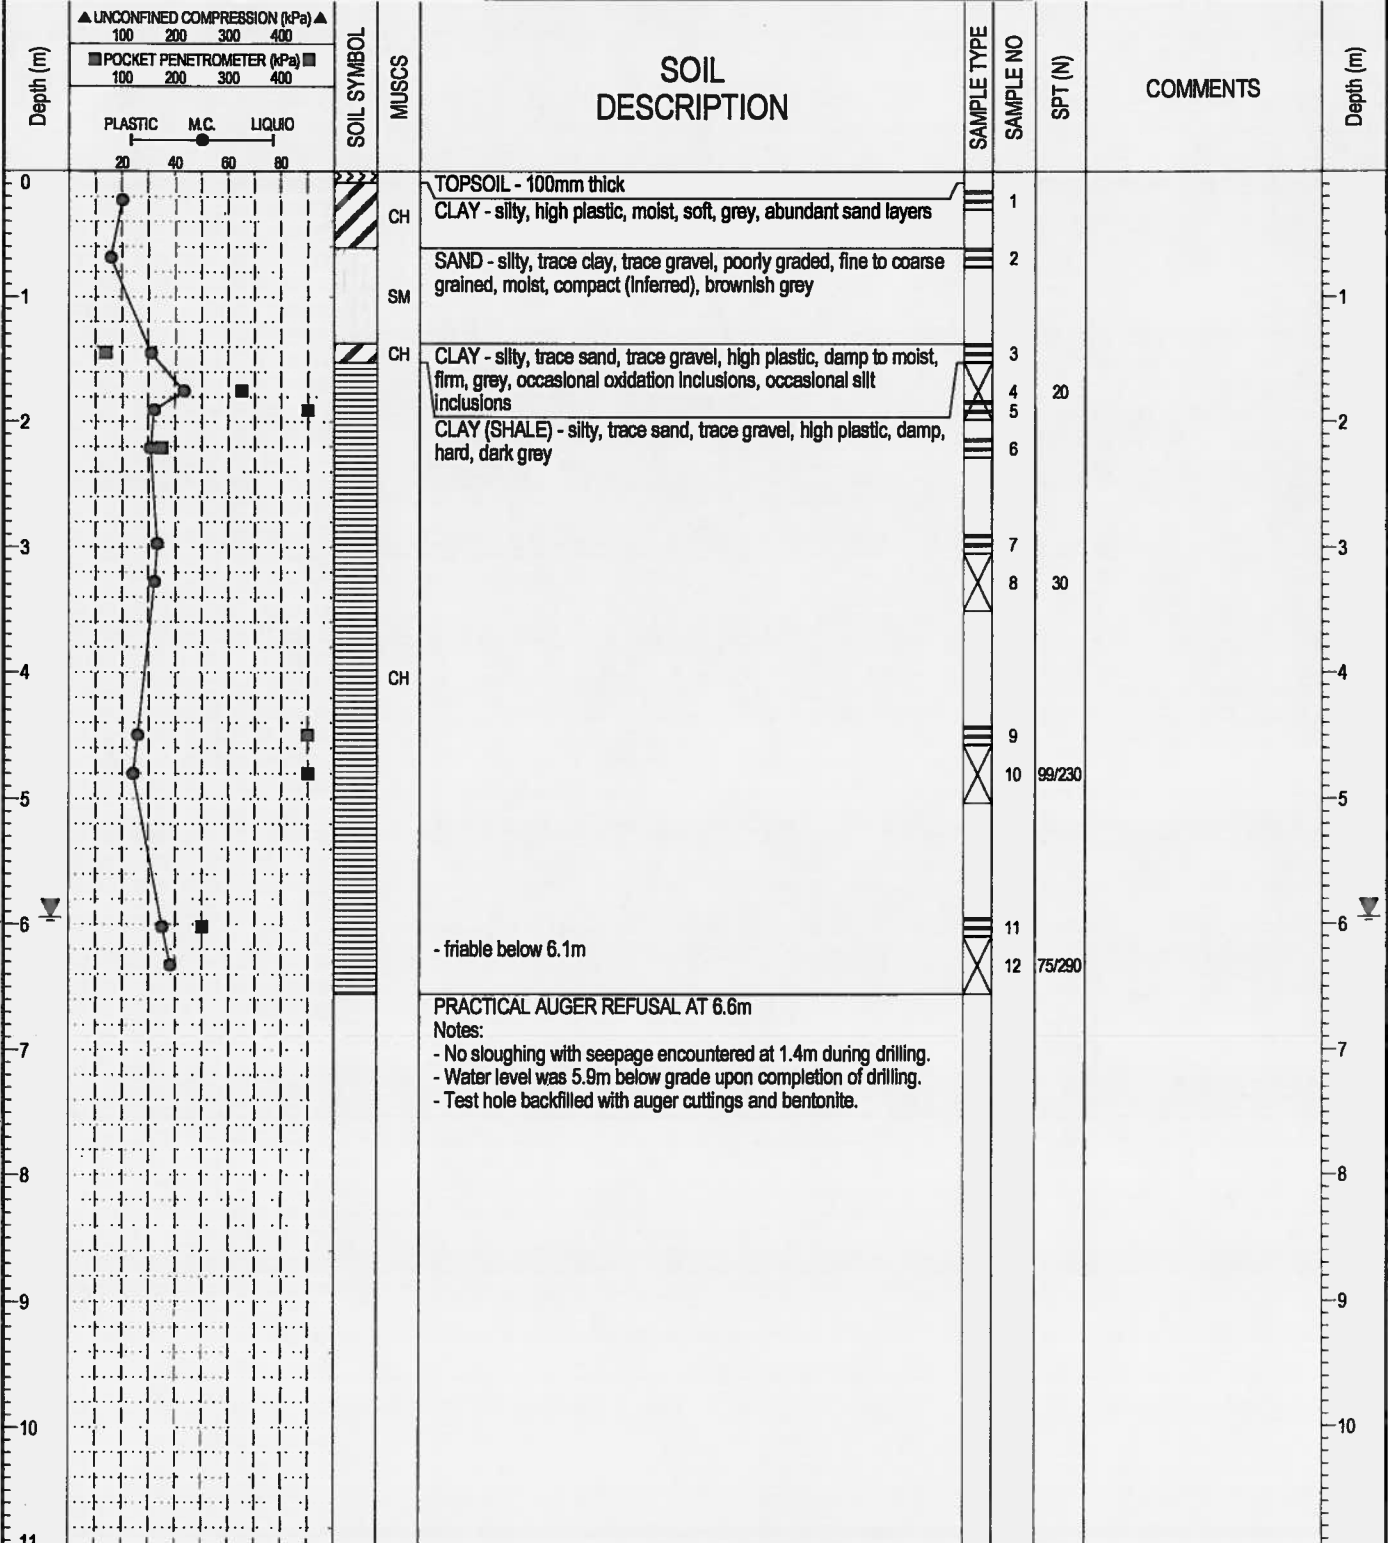 ▲ UNCONFINED COMPRESSION (kPa) ▲
100 200 300 400
■ POCKET PENETROMETER (kPa) ■
100 200 300 400
PLASTIC M.C. LIQUID
20 40 60 80
Depth (m)
SOIL SYMBOL
MUSCS
SOIL
DESCRIPTION
SAMPLE TYPE
SAMPLE NO
SPT (N)
COMMENTS
Depth (m)
0
TOPSOIL - 100mm thick
1
CH
CLAY - silty, high plastic, moist, soft, grey, abundant sand layers
SAND - silty, trace clay, trace gravel, poorly graded, fine to coarse
2
grained, moist, compact (inferred), brownish grey
1
SM
1
CH
CLAY - silty, trace sand, trace gravel, high plastic, damp to moist,
3
firm, grey, occasional oxidation inclusions, occasional silt
4
20
inclusions
5
2
CLAY (SHALE) - silty, trace sand, trace gravel, high plastic, damp,
2
hard, dark grey
6
3
7
3
8
30
4
CH
4
9
10
99/230
5
5
6
11
6
- friable below 6.1m
12
75/290
PRACTICAL AUGER REFUSAL AT 6.6m
Notes:
- No sloughing with seepage encountered at 1.4m during drilling.
7
7
- Water level was 5.9m below grade upon completion of drilling.
- Test hole backfilled with auger cuttings and bentonite.
8
8
9
9
10
10
11